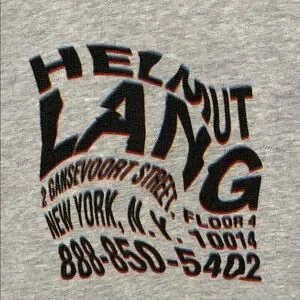 HELMUT
LANG
2 GANSEVOORT STREET, FLOOR 4
NEW YORK, N.Y. 10014
888-850-5402